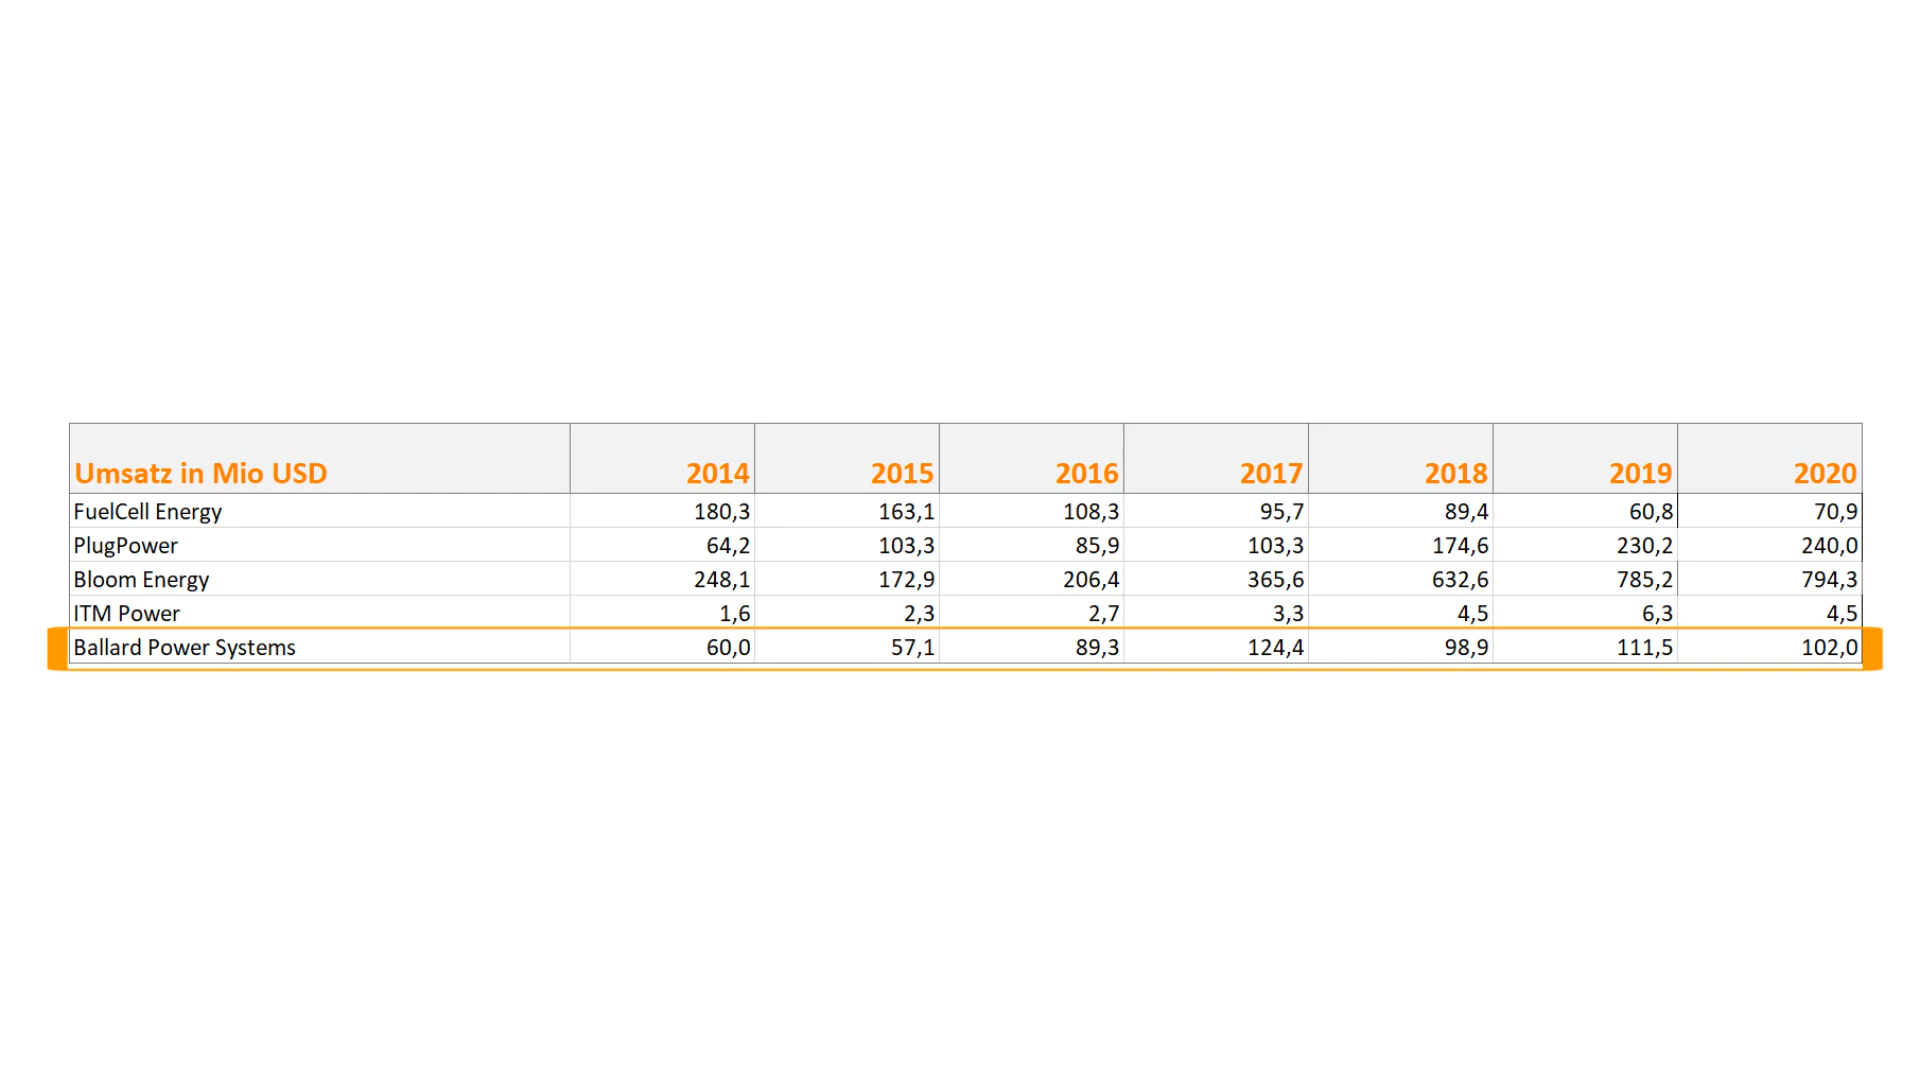 Umsatz in Mio USD 2014 2015 2016 2017 2018 2019 2020
FuelCell Energy 180,3 163,1 108,3 95,7 89,4 60,8 70,9
PlugPower 64,2 103,3 85,9 103,3 174,6 230,2 240,0
Bloom Energy 248,1 172,9 206,4 365,6 632,6 785,2 794,3
ITM Power 1,6 2,3 2,7 3,3 4,5 6,3 4,5
Ballard Power Systems 60,0 57,1 89,3 124,4 98,9 111,5 102,0